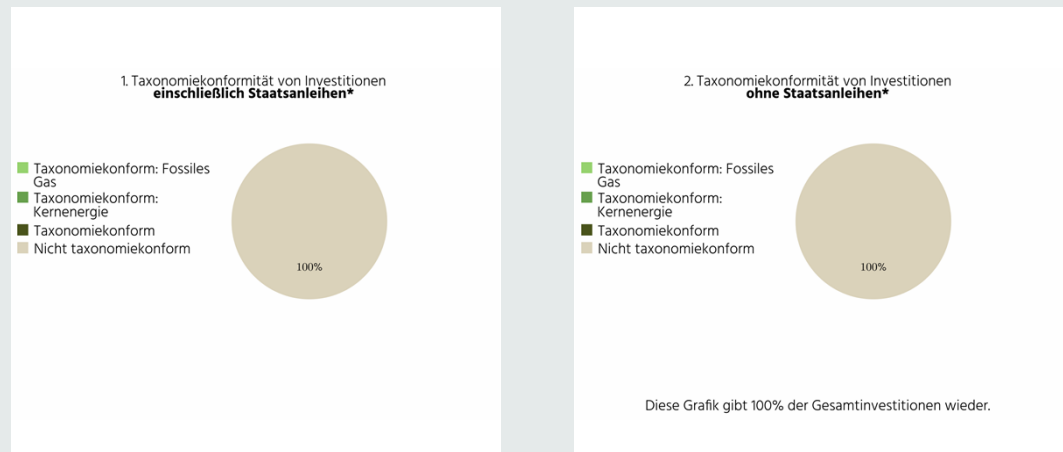 1. Taxonomiekonformität von Investitionen
einschließlich Staatsanleihen*
Taxonomiekonform: Fossiles
Gas
Taxonomiekonform:
Kernenergie
Taxonomiekonform
Nicht taxonomiekonform
100%
2. Taxonomiekonformität von Investitionen
ohne Staatsanleihen*
Taxonomiekonform: Fossiles
Gas
Taxonomiekonform:
Kernenergie
Taxonomiekonform
Nicht taxonomiekonform
100%
Diese Grafik gibt 100% der Gesamtinvestitionen wieder.